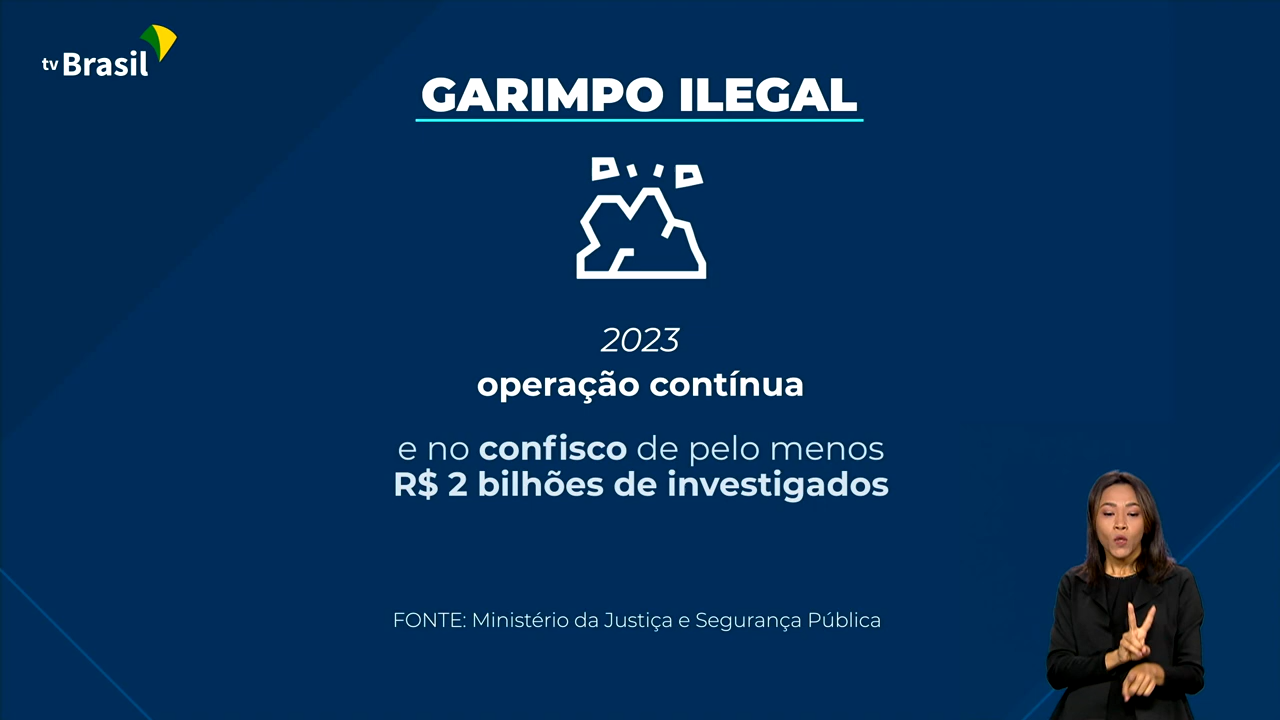 tv Brasil
GARIMPO ILEGAL
2023
operação contínua
e no confisco de pelo menos
R$ 2 bilhões de investigados
FONTE: Ministério da Justiça e Segurança Pública